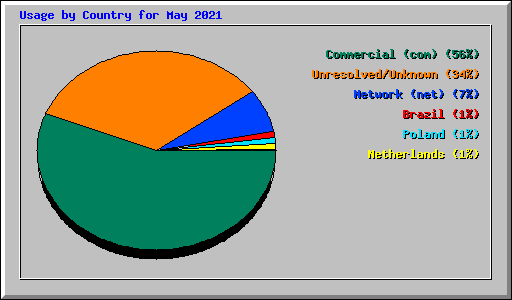 Usage by Country for May 2021
Commercial (com) (56%)
Unresolved/Unknown (34%)
Network (net) (7%)
Brazil (1%)
Poland (1%)
Netherlands (1%)